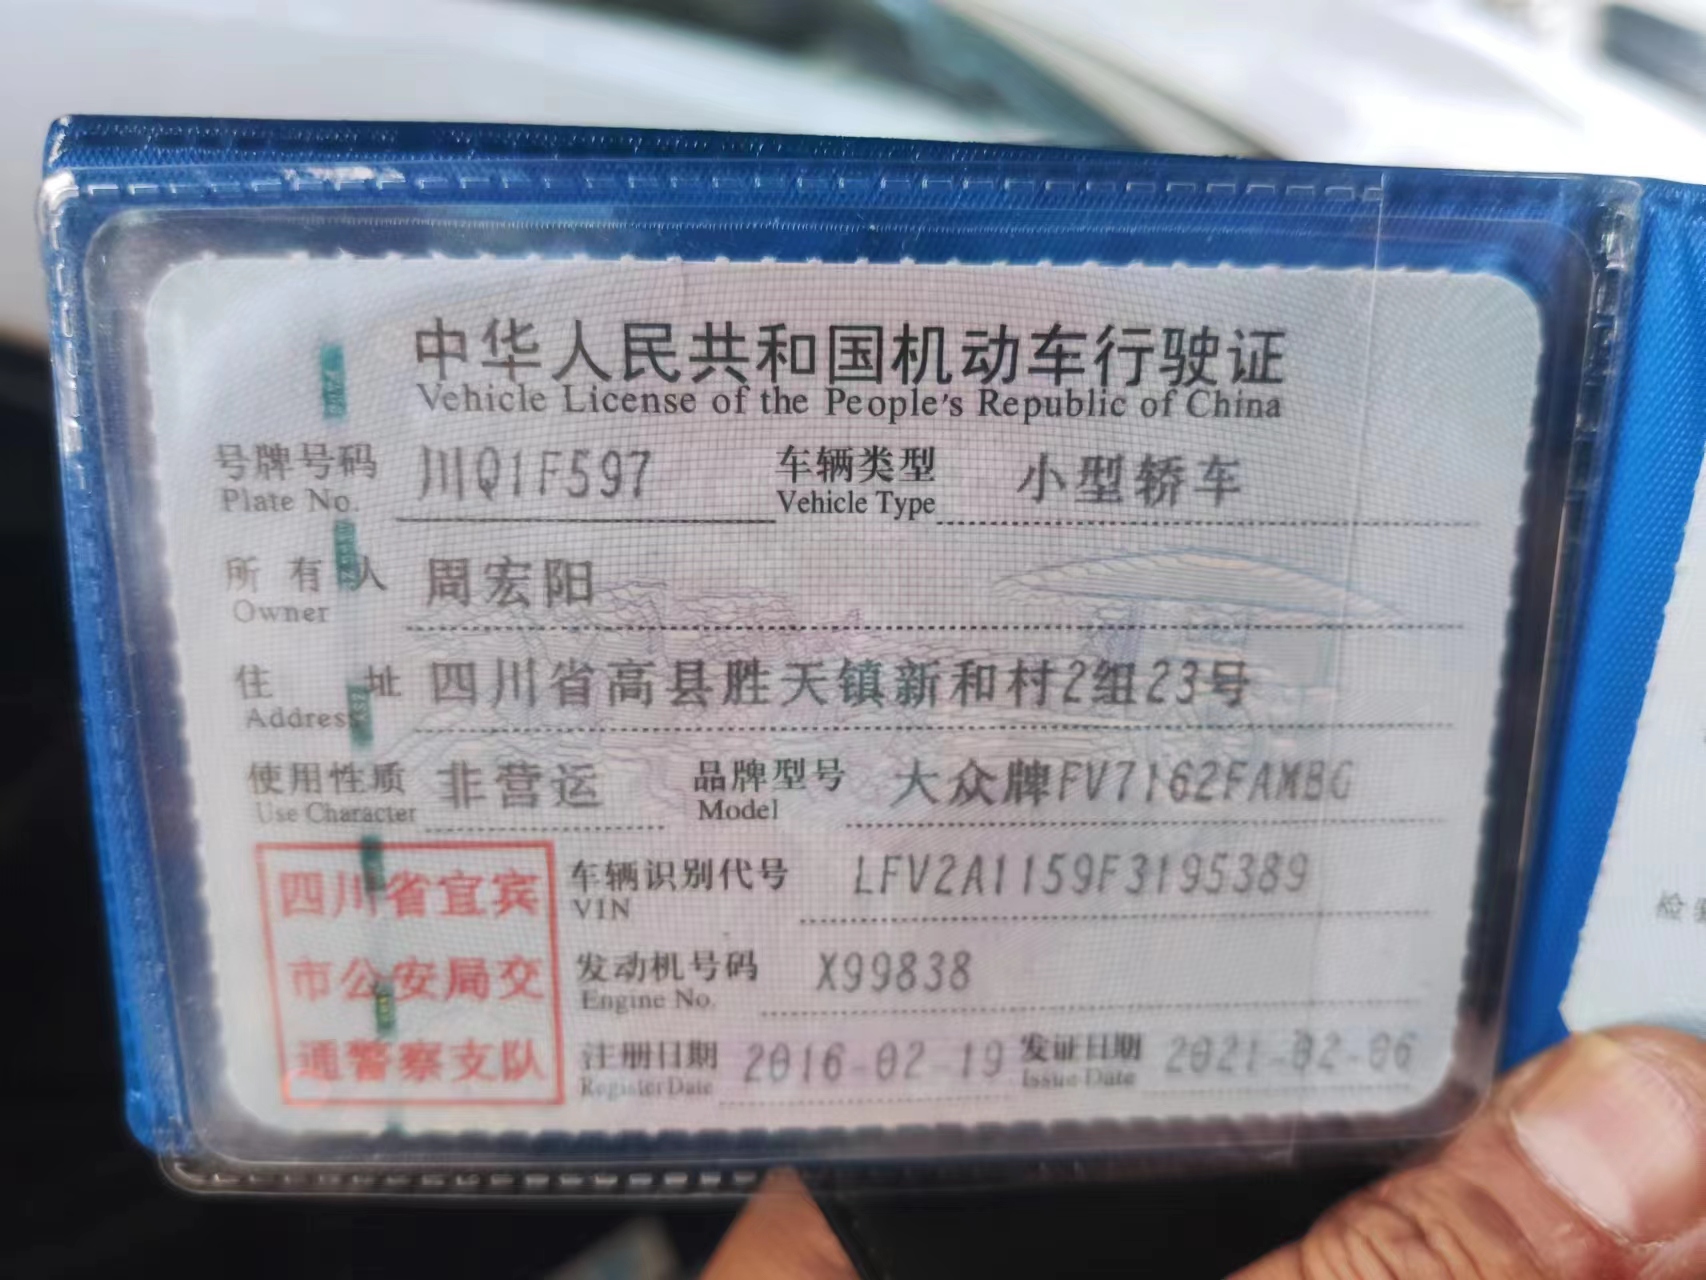 中华人民共和国机动车行驶证
Vehicle License of the People's Republic of China
号牌号码 川Q1F597 车辆类型 小型轿车
Plate No. Vehicle Type
所有人 周宏阳
Owner
住址 四川省高县胜天镇新和村2组23号
Address
使用性质 非营运 品牌型号 大众牌FV7162FAMBG
Use Character Model
四川省宜宾
市公安局交
通警察支队
车辆识别代号 LFV2A1159F3195389
VIN
发动机号码 X99838
Engine No.
注册日期 2016-02-19 发证日期 2021-02-06
Register Date Issue Date
检